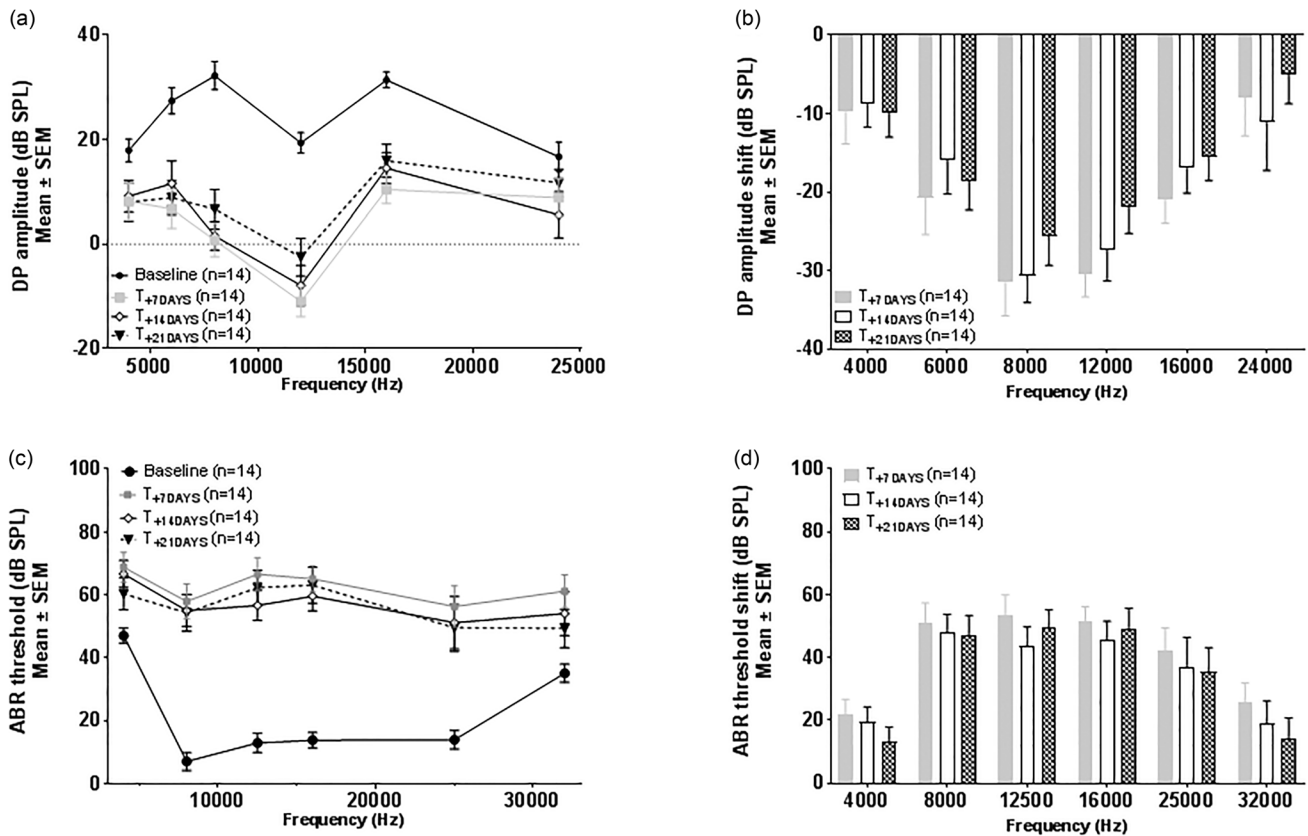 (a)
DP amplitude (dB SPL)
Mean ± SEM
40
20
0
-20
Baseline (n=14)
T+7DAYS (n=14)
T+14DAYS (n=14)
T+21DAYS (n=14)
5000 10000 15000 20000 25000
Frequency (Hz)
(b)
DP amplitude shift (dB SPL)
Mean ± SEM
0
-10
-20
-30
-40
T+7DAYS (n=14)
T+14DAYS (n=14)
T+21DAYS (n=14)
4000 6000 8000 12000 16000 24000
Frequency (Hz)
(c)
ABR threshold (dB SPL)
Mean ± SEM
100
80
60
40
20
0
Baseline (n=14)
T+7DAYS (n=14)
T+14DAYS (n=14)
T+21DAYS (n=14)
10000 20000 30000
Frequency (Hz)
(d)
ABR threshold shift (dB SPL)
Mean ± SEM
100
80
60
40
20
0
T+7DAYS (n=14)
T+14DAYS (n=14)
T+21DAYS (n=14)
4000 8000 12500 16000 25000 32000
Frequency (Hz)